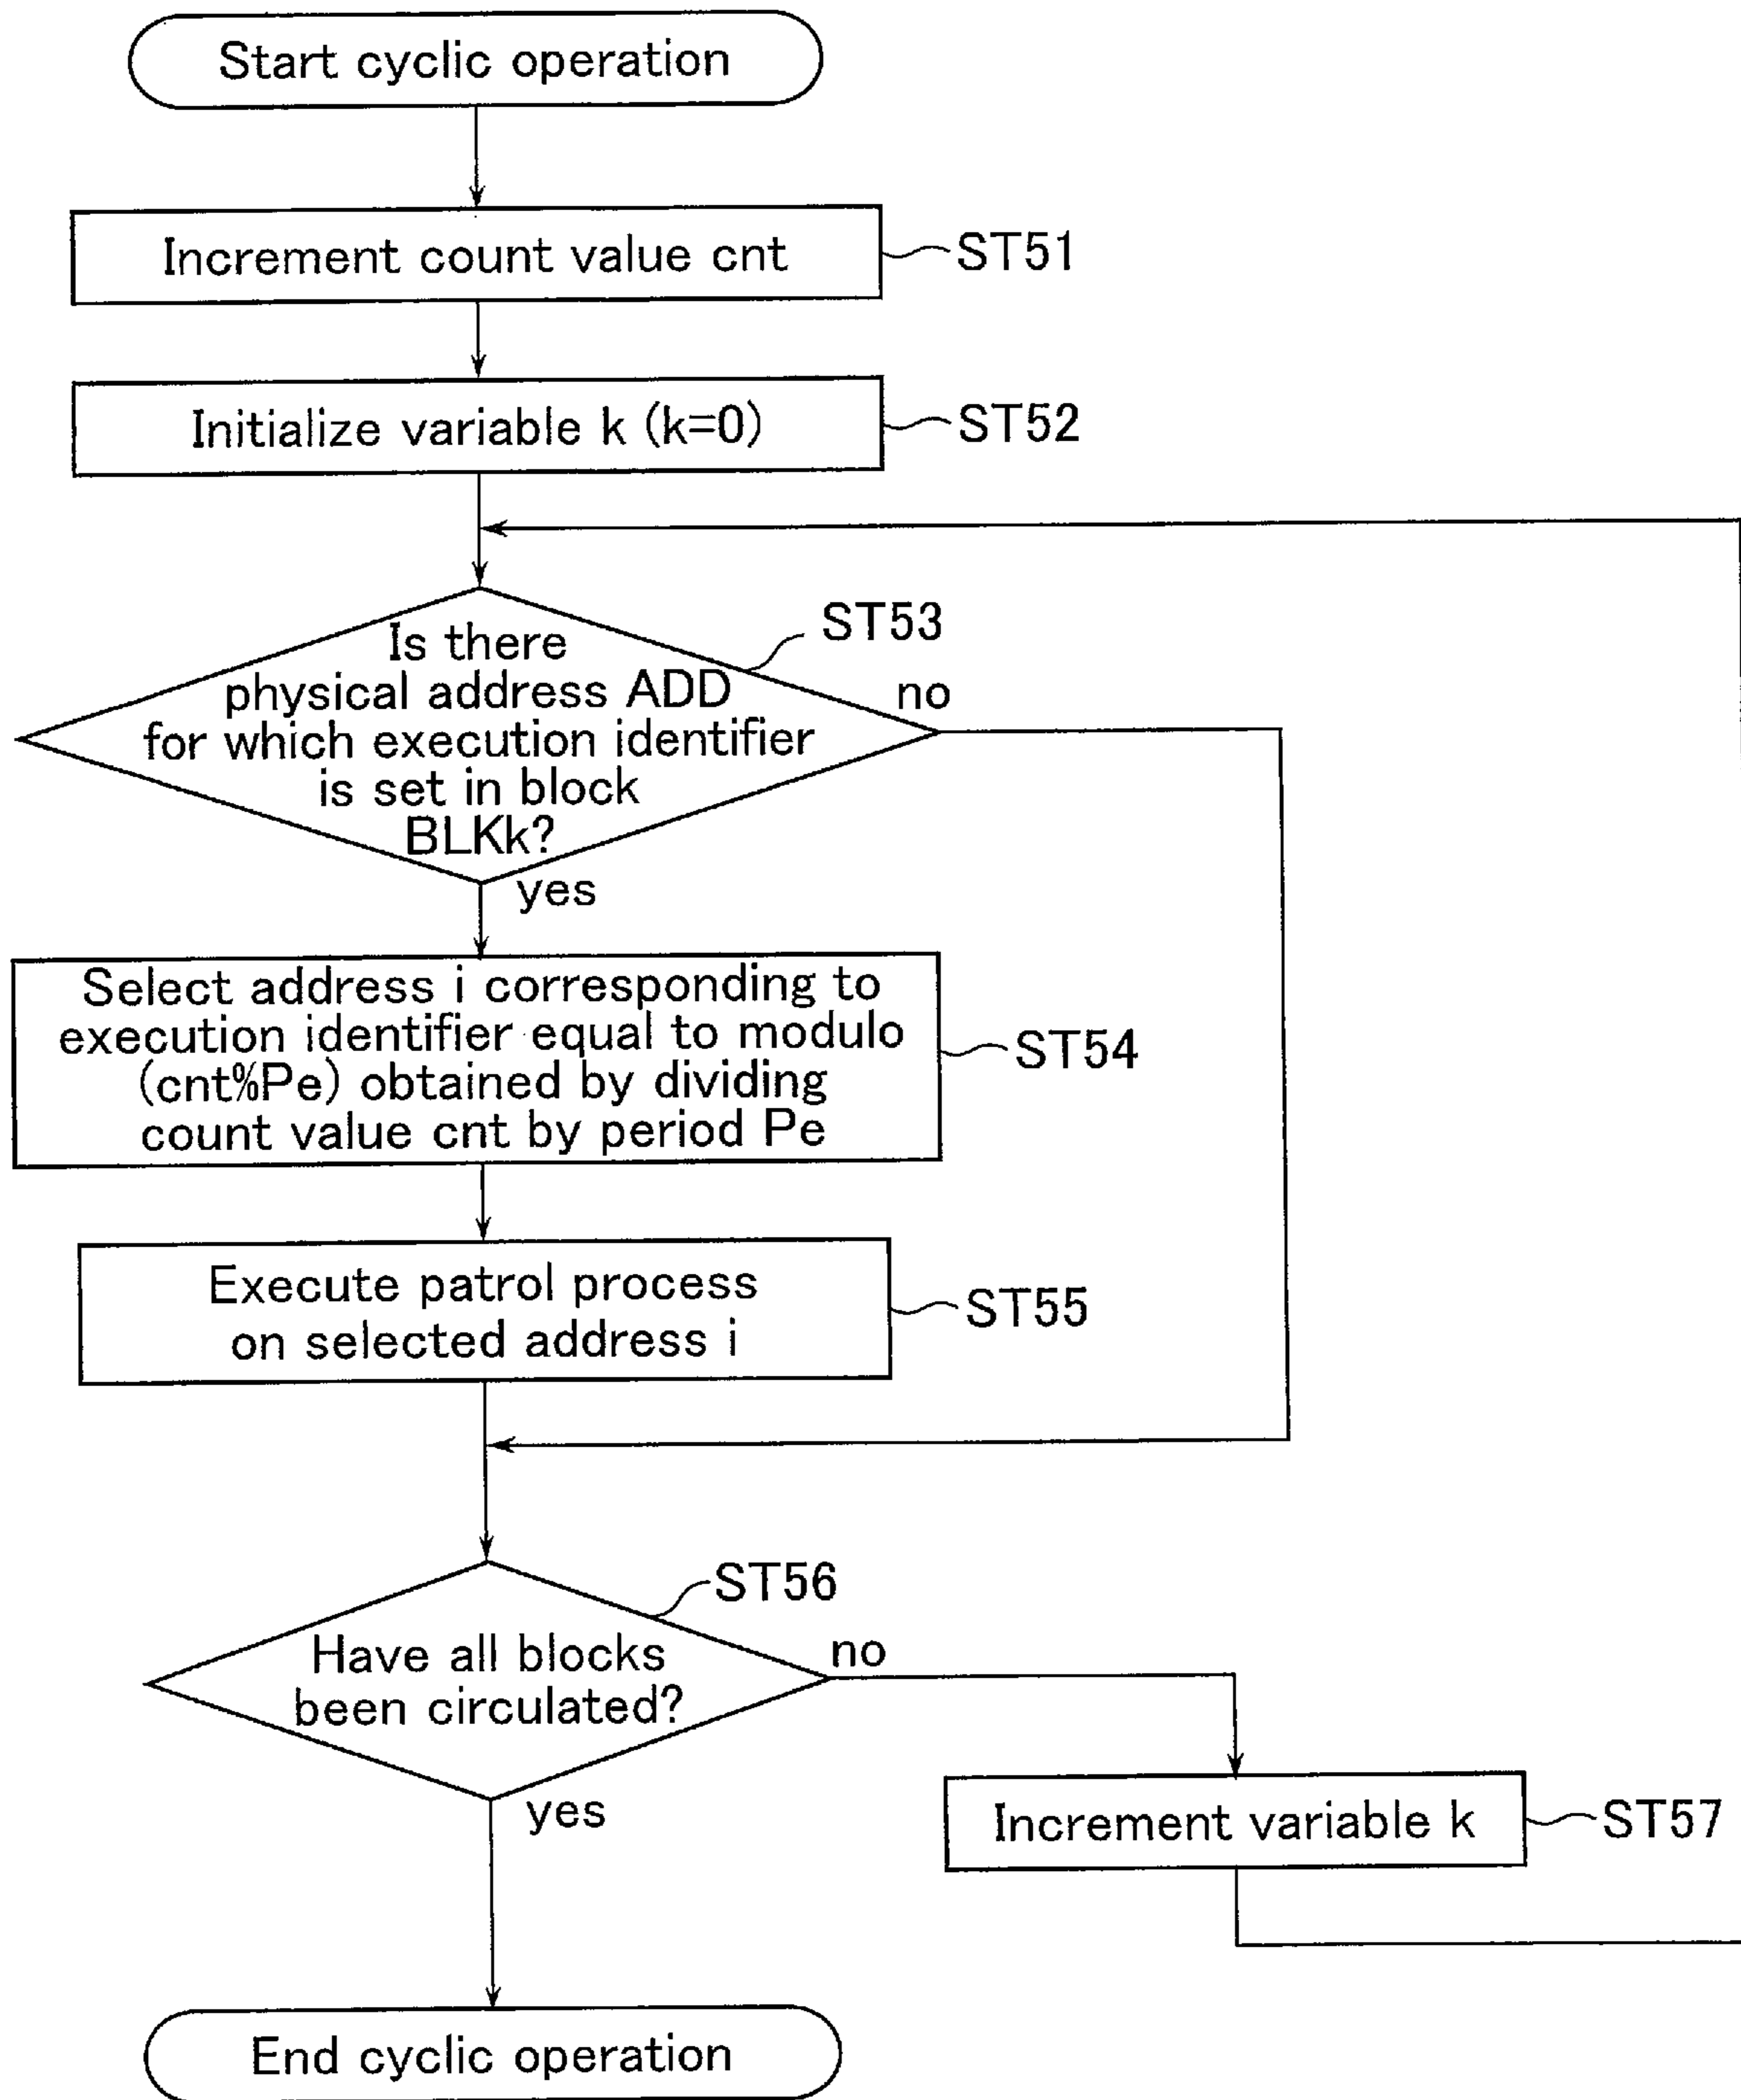 Start cyclic operation
Increment count value cnt
ST51
Initialize variable k (k=0)
ST52
Is there
physical address ADD
for which execution identifier
is set in block
BLKk?
ST53
no
yes
Select address i corresponding to
execution identifier equal to modulo
(cnt%Pe) obtained by dividing
count value cnt by period Pe
ST54
Execute patrol process
on selected address i
ST55
Have all blocks
been circulated?
ST56
no
yes
Increment variable k
ST57
End cyclic operation